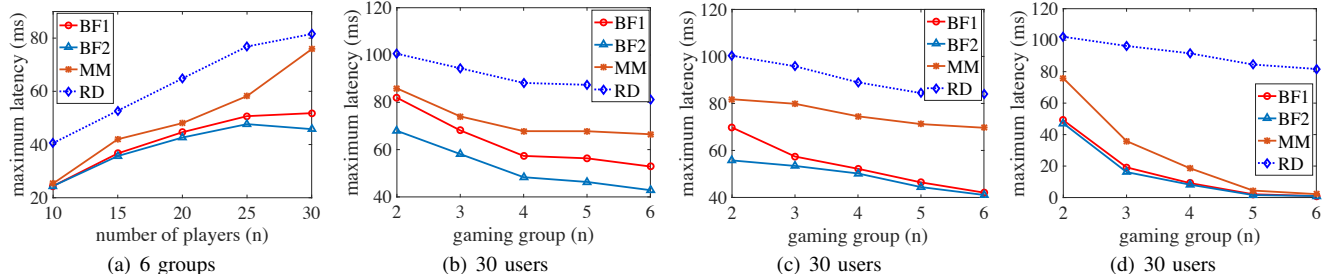 maximum latency (ms)
80
60
40
20
BF1
BF2
MM
RD
10
15
20
25
30
number of players (n)
(a) 6 groups
maximum latency (ms)
120
100
80
60
40
BF1
BF2
MM
RD
2
3
4
5
6
gaming group (n)
(b) 30 users
maximum latency (ms)
120
100
80
60
40
BF1
BF2
MM
RD
2
3
4
5
6
gaming group (n)
(c) 30 users
maximum latency (ms)
120
100
80
60
40
20
0
BF1
BF2
MM
RD
2
3
4
5
6
gaming group (n)
(d) 30 users